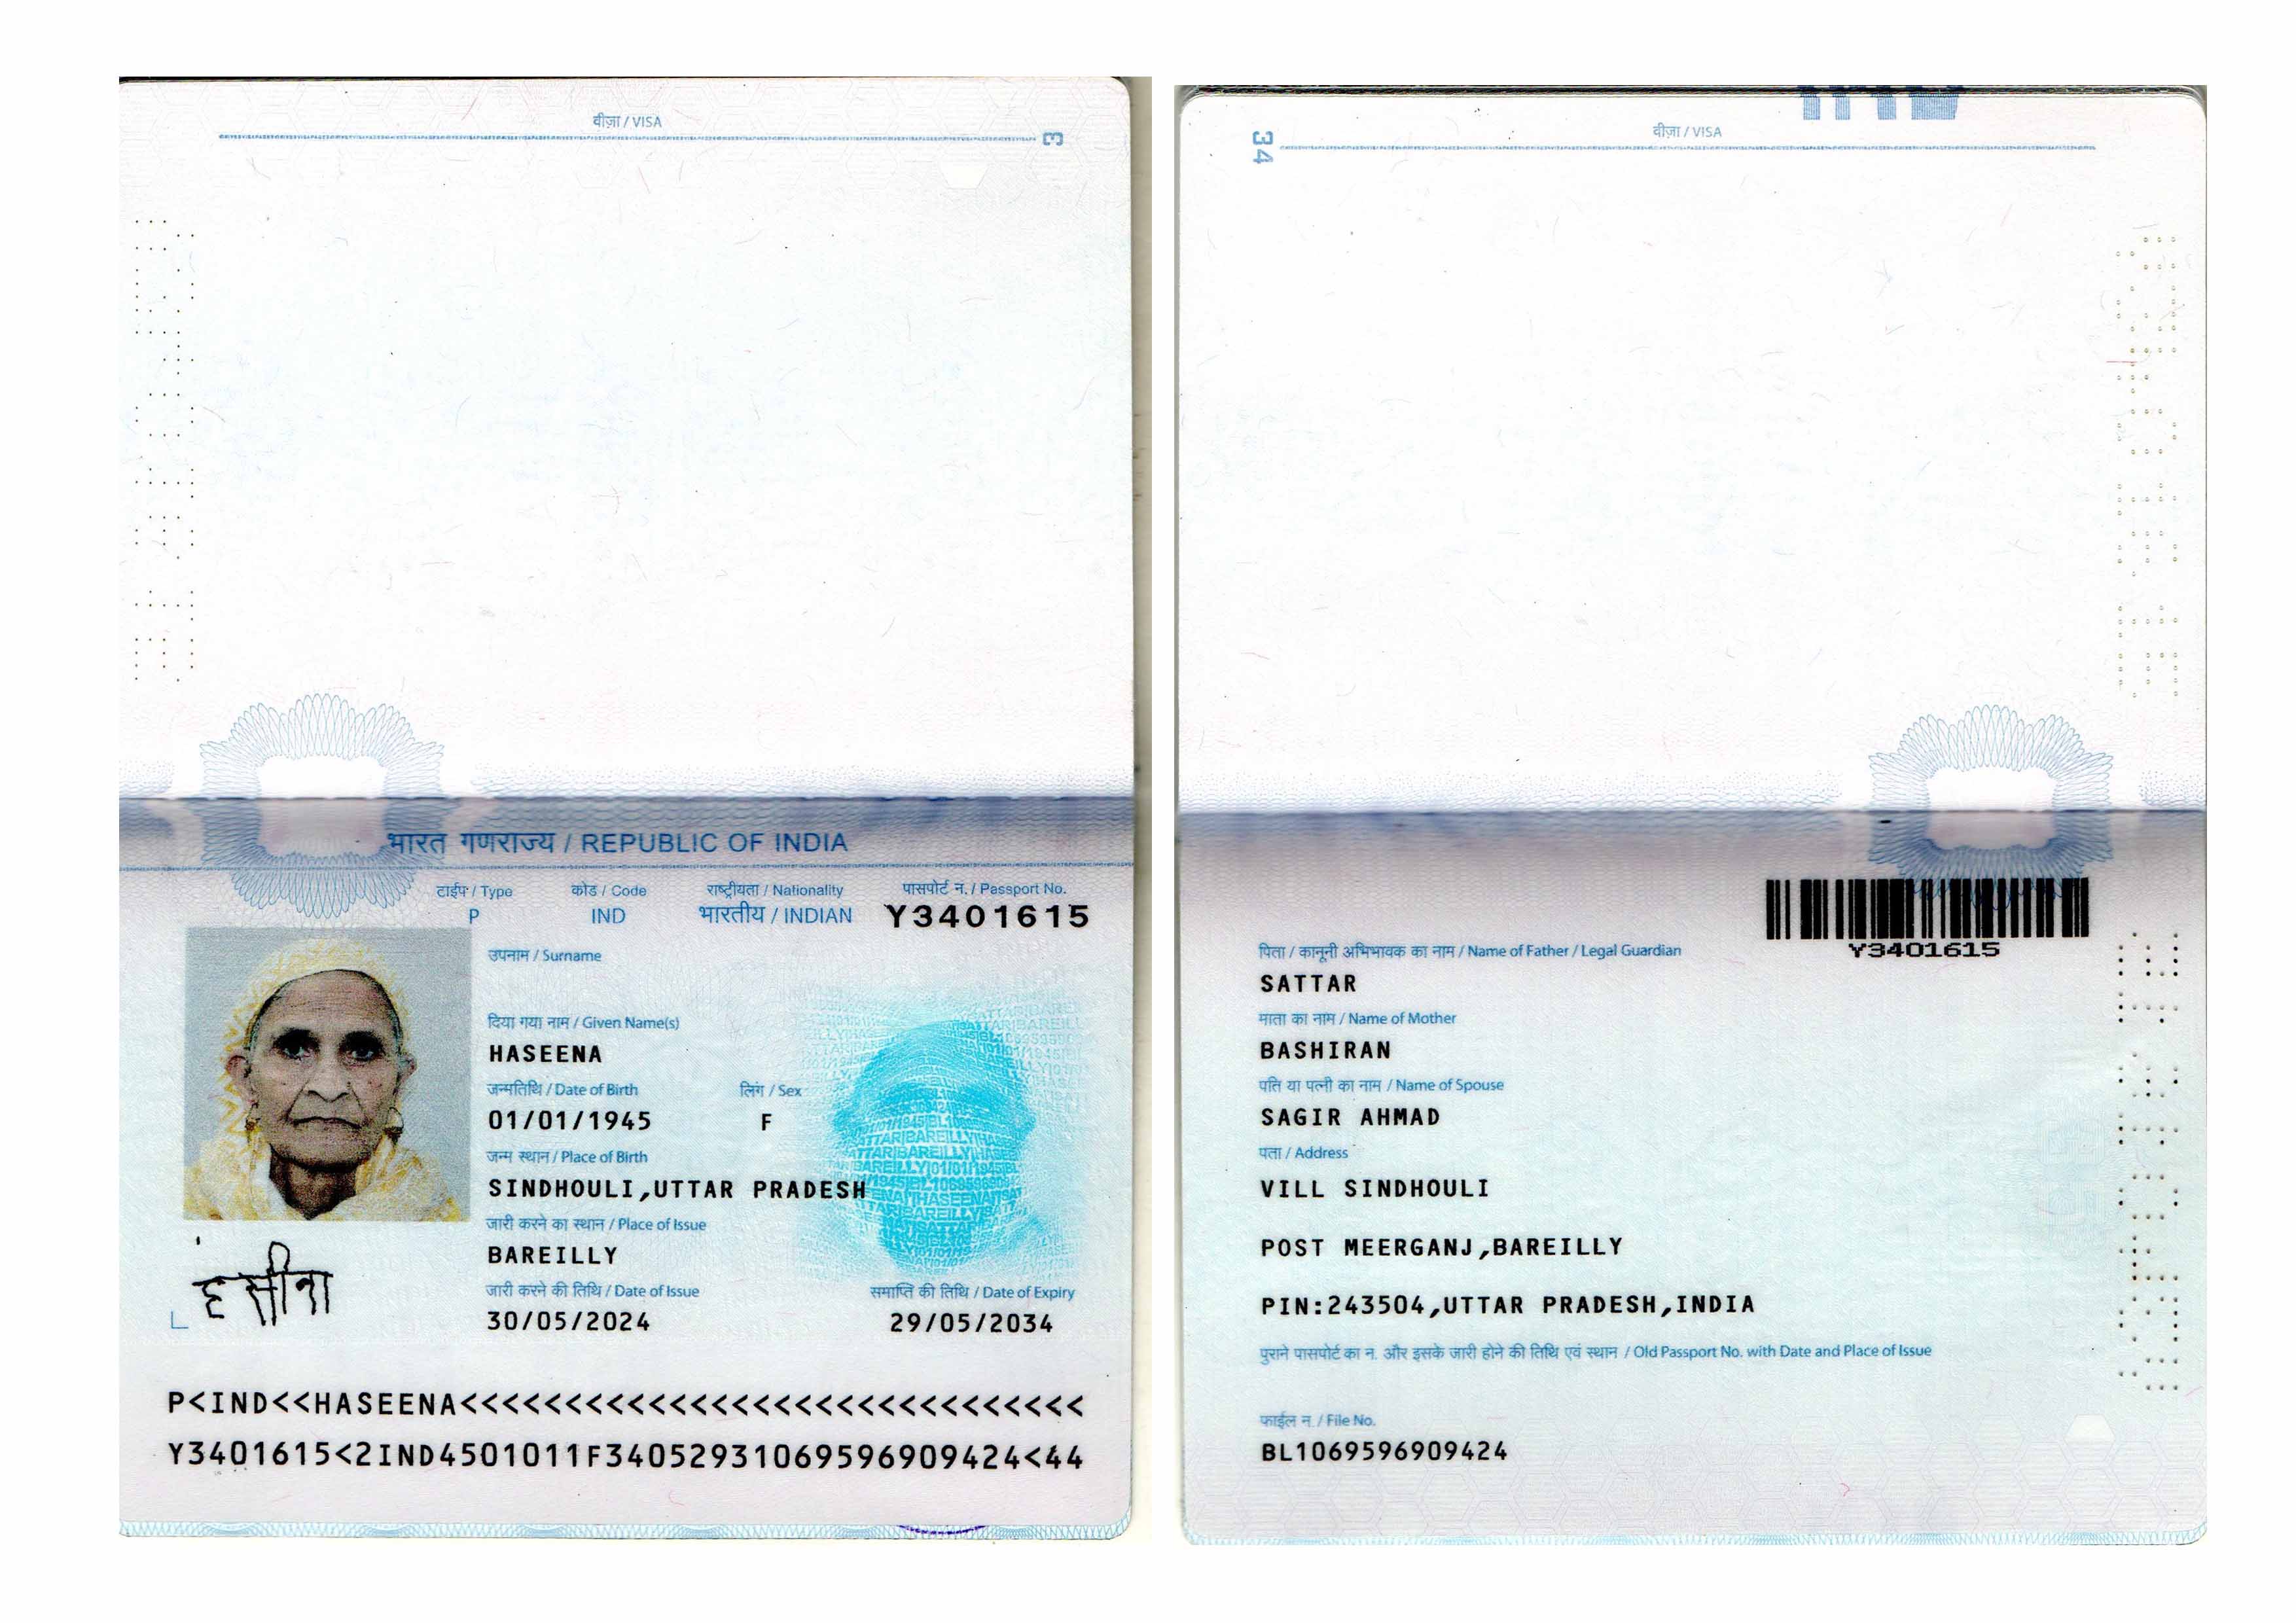 वीज़ा / VISA
3
भारत गणराज्य / REPUBLIC OF INDIA
टाईप / Type
कोड / Code
राष्ट्रीयता / Nationality
पासपोर्ट न. / Passport No.
P
IND
भारतीय / INDIAN
Y3401615
उपनाम / Surname
दिया गया नाम / Given Name(s)
HASEENA
जन्मतिथि / Date of Birth
लिंग / Sex
01/01/1945
F
जन्म स्थान / Place of Birth
SINDHOULI,UTTAR PRADESH
जारी करने का स्थान / Place of Issue
BAREILLY
जारी करने की तिथि / Date of Issue
समाप्ति की तिथि / Date of Expiry
30/05/2024
29/05/2034
हसीना
P<IND<<HASEENA<<<<<<<<<<<<<<<<<<<<<<<<<<<<<<
Y3401615<2IND4501011F34052931069596909424<44
34
वीज़ा / VISA
Y3401615
पिता / कानूनी अभिभावक का नाम / Name of Father / Legal Guardian
SATTAR
माता का नाम / Name of Mother
BASHIRAN
पति या पत्नी का नाम / Name of Spouse
SAGIR AHMAD
पता / Address
VILL SINDHOULI
POST MEERGANJ,BAREILLY
PIN:243504,UTTAR PRADESH,INDIA
पुराने पासपोर्ट का न. और इसके जारी होने की तिथि एवं स्थान / Old Passport No. with Date and Place of Issue
फाईल न. / File No.
BL1069596909424